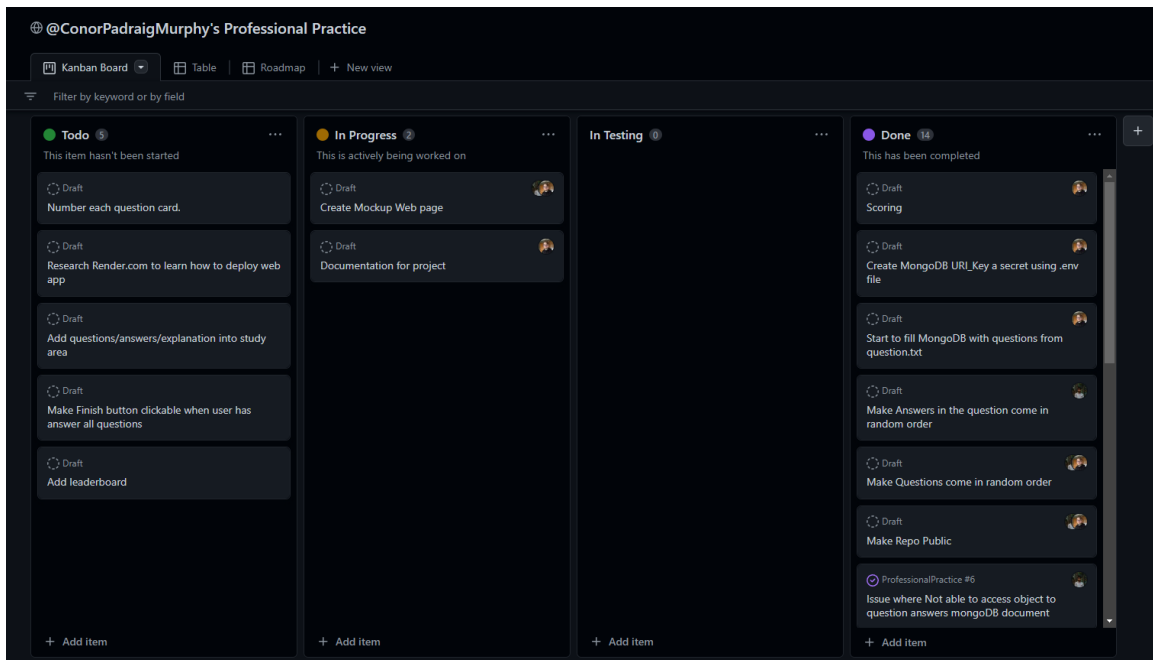 @ConorPadraigMurphy's Professional Practice
Kanban Board
Table
Roadmap
+ New view
Filter by keyword or by field
Todo 5 ...
This item hasn't been started
Draft
Number each question card.
Draft
Research Render.com to learn how to deploy web
app
Draft
Add questions/answers/explanation into study
area
Draft
Make Finish button clickable when user has
answer all questions
Draft
Add leaderboard
+ Add item
In Progress 2 ...
This is actively being worked on
Draft
Create Mockup Web page
Draft
Documentation for project
+ Add item
In Testing 0 ...
+ Add item
Done 14 ...
This has been completed
Draft
Scoring
Draft
Create MongoDB URI_Key a secret using .env
file
Draft
Start to fill MongoDB with questions from
question.txt
Draft
Make Answers in the question come in
random order
Draft
Make Questions come in random order
Draft
Make Repo Public
ProfessionalPractice #6
Issue where Not able to access object to
question answers mongoDB document
+ Add item
+